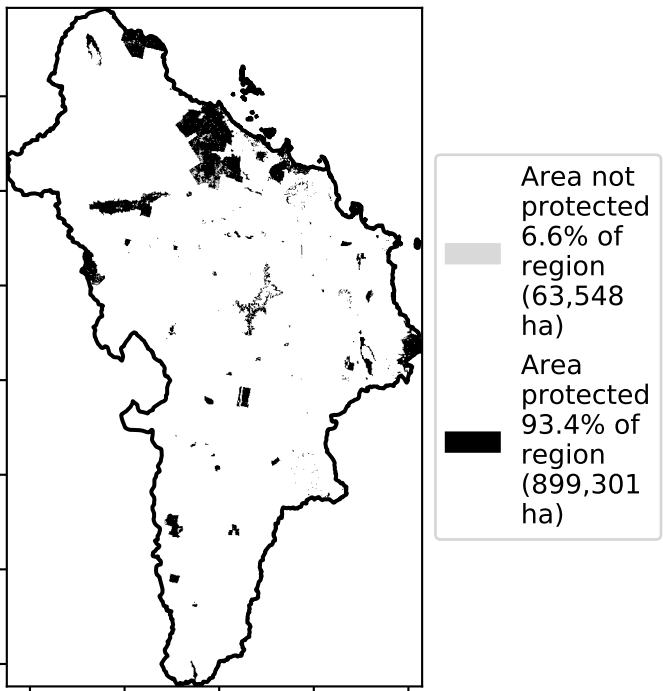 Area not
protected
6.6% of
region
(63,548
ha)
Area
protected
93.4% of
region
(899,301
ha)